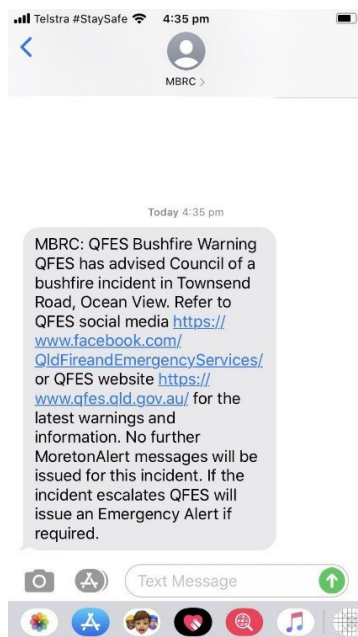 Telstra #StaySafe 4:35 pm
MBRC >
Today 4:35 pm
MBRC: QFES Bushfire Warning
QFES has advised Council of a
bushfire incident in Townsend
Road, Ocean View. Refer to
QFES social media https://
www.facebook.com/
QldFireandEmergencyServices/
or QFES website https://
www.qfes.qld.gov.au/ for the
latest warnings and
information. No further
MoretonAlert messages will be
issued for this incident. If the
incident escalates QFES will
issue an Emergency Alert if
required.
Text Message